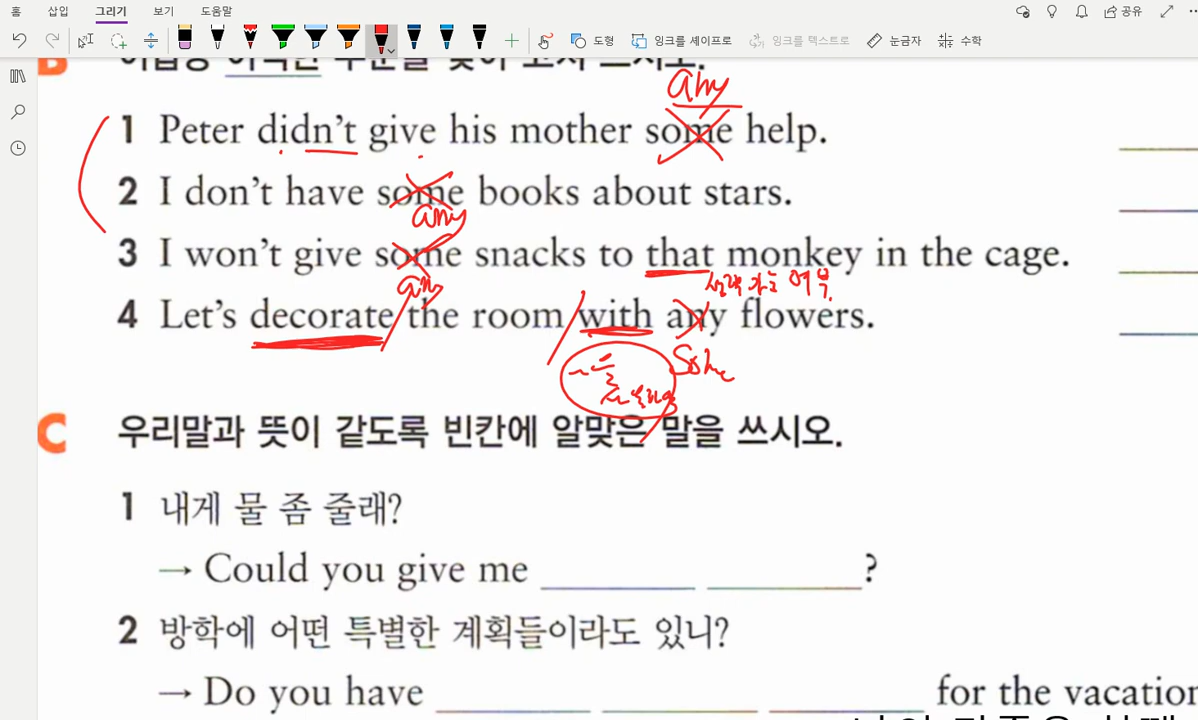 홈 삽입 그리기 보기 도움말
공유
도형 잉크를 셰이프로 잉크를 텍스트로 눈금자 수학
B
any
1 Peter didn't give his mother some help.
2 I don't have some books about stars.
any
3 I won't give some snacks to that monkey in the cage.
any
4 Let's decorate the room with any flowers.
some
C 우리말과 뜻이 같도록 빈칸에 알맞은 말을 쓰시오.
1 내게 물 좀 줄래?
→ Could you give me ?
2 방학에 어떤 특별한 계획들이라도 있니?
→ Do you have for the vacation